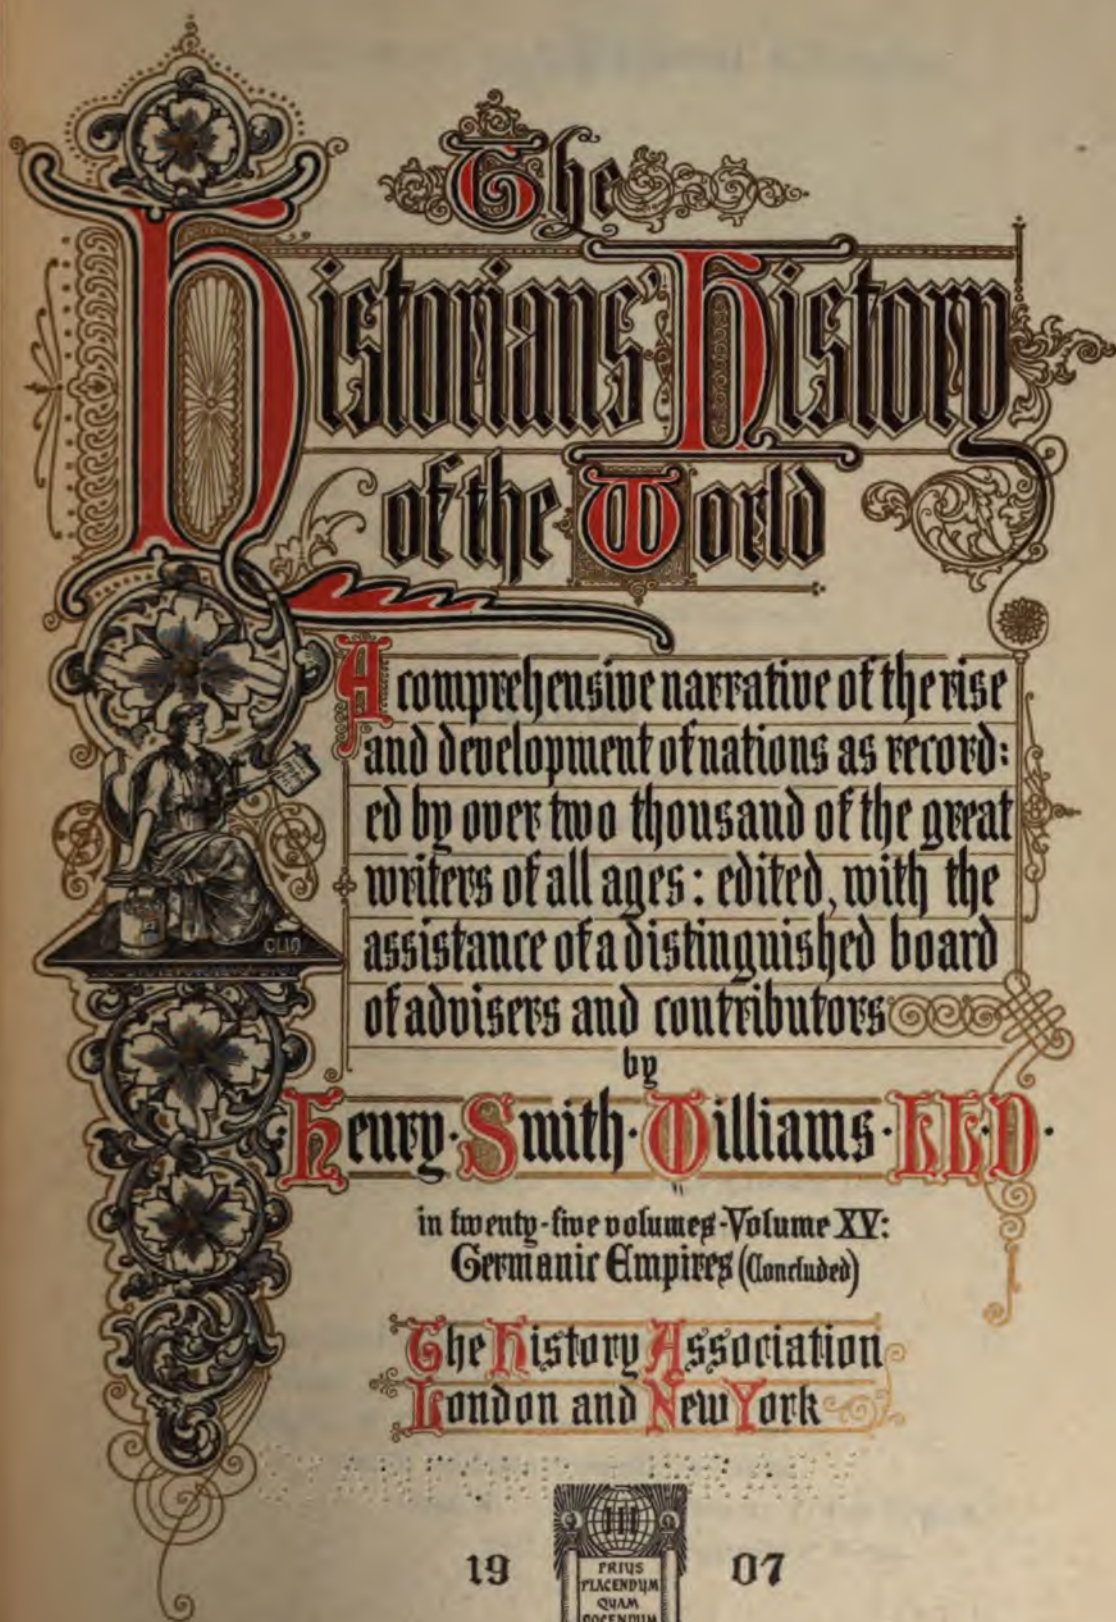 The
Historians' History
of the World
A comprehensive narrative of the rise
and development of nations as record:
ed by over two thousand of the great
writers of all ages: edited, with the
assistance of a distinguished board
of advisers and contributors
by
Henry · Smith · Williams · LL.D ·
in twenty-five volumes - Volume XV:
Germanic Empires (Concluded)
The History Association
London and New York
CLIO
STANFORD LIBRARY
19 07
PRIUS
PLACENDUM
QUAM
DOCENDUM